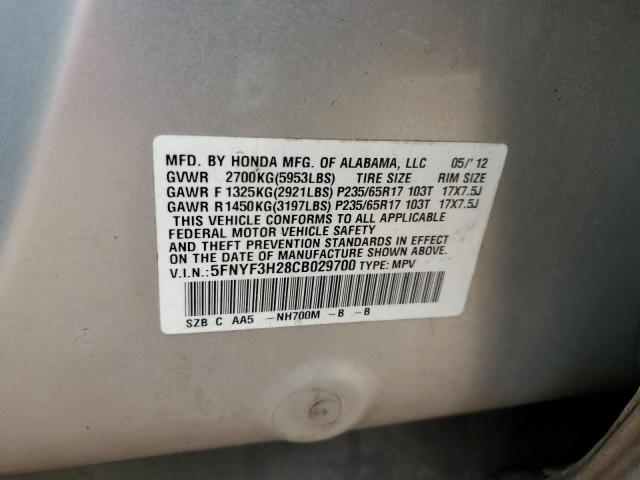 MFD. BY HONDA MFG. OF ALABAMA, LLC 05/'12
GVWR 2700KG(5953LBS) TIRE SIZE RIM SIZE
GAWR F 1325KG(2921LBS) P235/65R17 103T 17X7.5J
GAWR R1450KG(3197LBS) P235/65R17 103T 17X7.5J
THIS VEHICLE CONFORMS TO ALL APPLICABLE
FEDERAL MOTOR VEHICLE SAFETY
AND THEFT PREVENTION STANDARDS IN EFFECT
ON THE DATE OF MANUFACTURE SHOWN ABOVE.
V.I.N.: 5FNYF3H28CB029700 TYPE: MPV
SZB C AA5 -NH700M -B -B